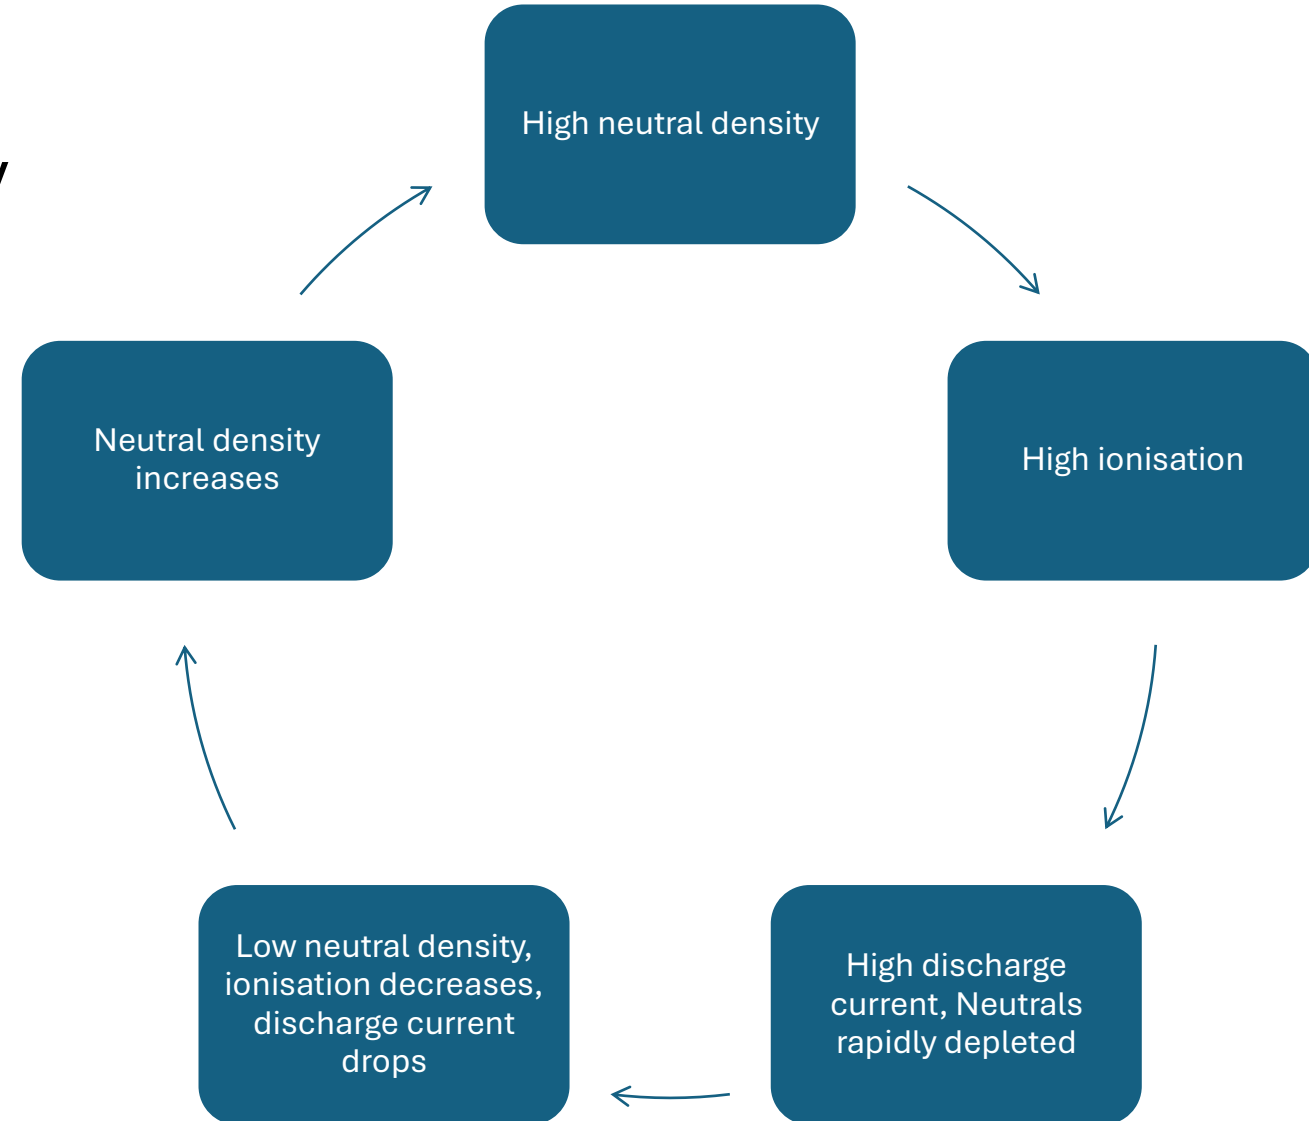 High neutral density
High ionisation
High discharge
current, Neutrals
rapidly depleted
Low neutral density,
ionisation decreases,
discharge current
drops
Neutral density
increases